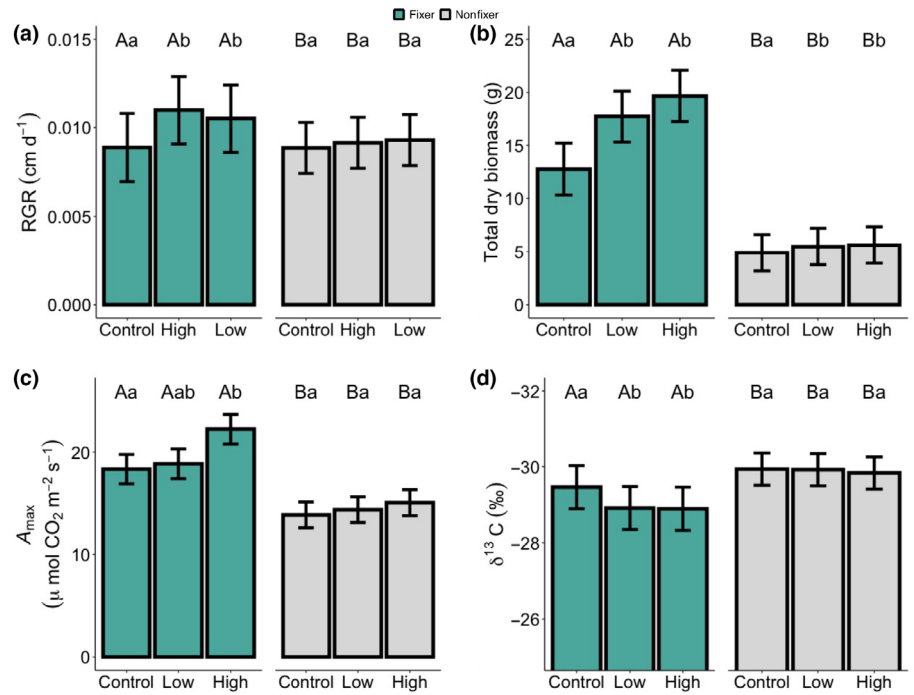 Fixer Nonfixer
(a)
0.015
0.010
0.005
0.000
RGR (cm d⁻¹)
Aa Ab Ab Ba Ba Ba
Control High Low Control High Low
(b)
25
20
15
10
5
0
Total dry biomass (g)
Aa Ab Ab Ba Bb Bb
Control Low High Control Low High
(c)
20
10
0
Amax
(μ mol CO₂ m⁻² s⁻¹)
Aa Aab Ab Ba Ba Ba
Control Low High Control Low High
(d)
−32
−30
−28
−26
δ¹³ C (‰)
Aa Ab Ab Ba Ba Ba
Control Low High Control Low High